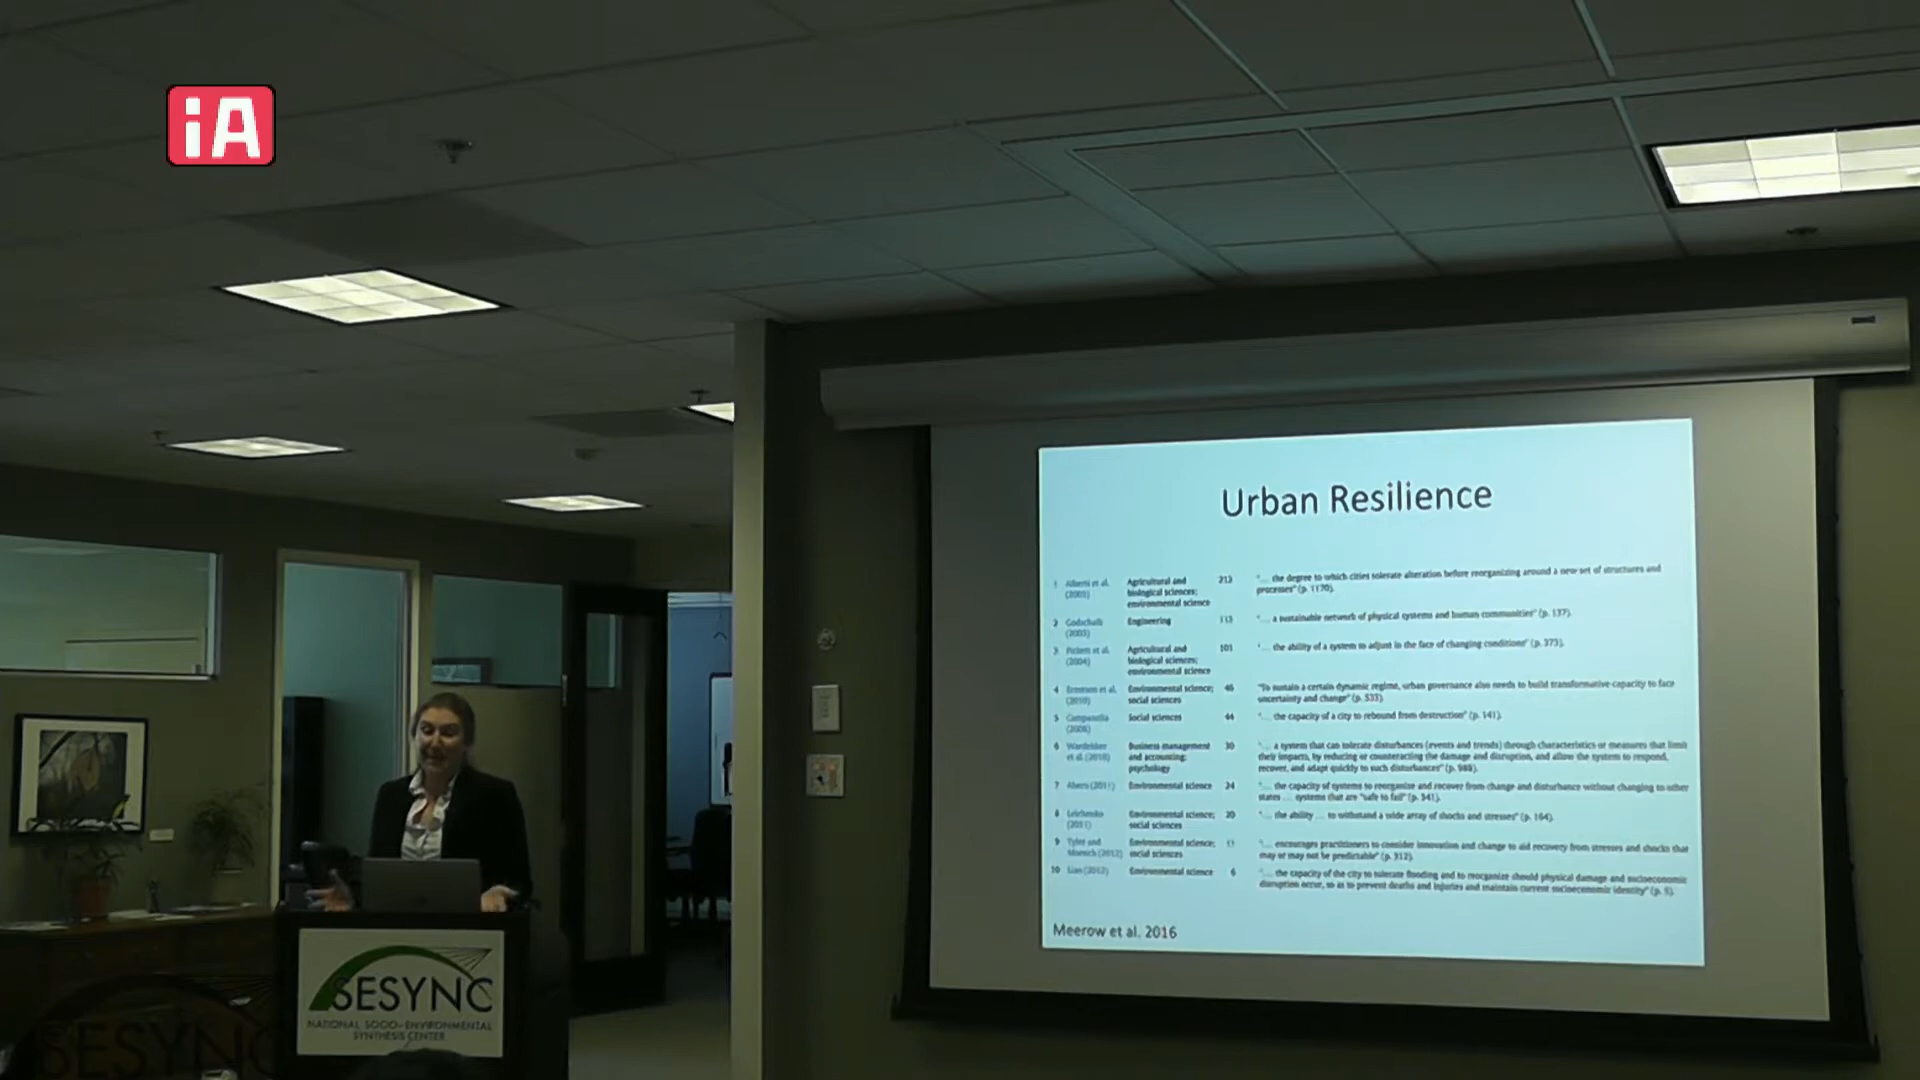 iA
Urban Resilience
1 Alberti et al. Agricultural and 213 "… the degree to which cities tolerate alteration before reorganizing around a new set of structures and
(2003) biological sciences; processes" (p. 1170).
environmental science
2 Godschalk Engineering 113 "… a sustainable network of physical systems and human communities" (p. 137).
(2003)
3 Pickett et al. Agricultural and 101 "… the ability of a system to adjust in the face of changing conditions" (p. 373).
(2004) biological sciences;
environmental science
4 Ernstson et al. Environmental science; 46 "To sustain a certain dynamic regime, urban governance also needs to build transformative capacity to face
(2010) social sciences uncertainty and change" (p. 533).
5 Campanella Social sciences 44 "… the capacity of a city to rebound from destruction" (p. 141).
(2006)
6 Wardekker Business management 30 "… a system that can tolerate disturbances (events and trends) through characteristics or measures that limit
et al. (2010) and accounting; their impacts, by reducing or counteracting the damage and disruption, and allow the system to respond,
psychology recover, and adapt quickly to such disturbances" (p. 988).
7 Ahern (2011) Environmental science 24 "… the capacity of systems to reorganize and recover from change and disturbance without changing to other
states … systems that are "safe to fail" (p. 341).
8 Leichenko Environmental science; 20 "… the ability … to withstand a wide array of shocks and stresses" (p. 164).
(2011) social sciences
9 Tyler and Environmental science; 11 "… encourages practitioners to consider innovation and change to aid recovery from stresses and shocks that
Moench (2012) social sciences may or may not be predictable" (p. 312).
10 Liao (2012) Environmental science 6 "… the capacity of the city to tolerate flooding and to reorganize should physical damage and socioeconomic
disruption occur, so as to prevent deaths and injuries and maintain current socioeconomic identity" (p. 5).
Meerow et al. 2016
SESYNC
NATIONAL SOCIO-ENVIRONMENTAL
SYNTHESIS CENTER
SESYNC